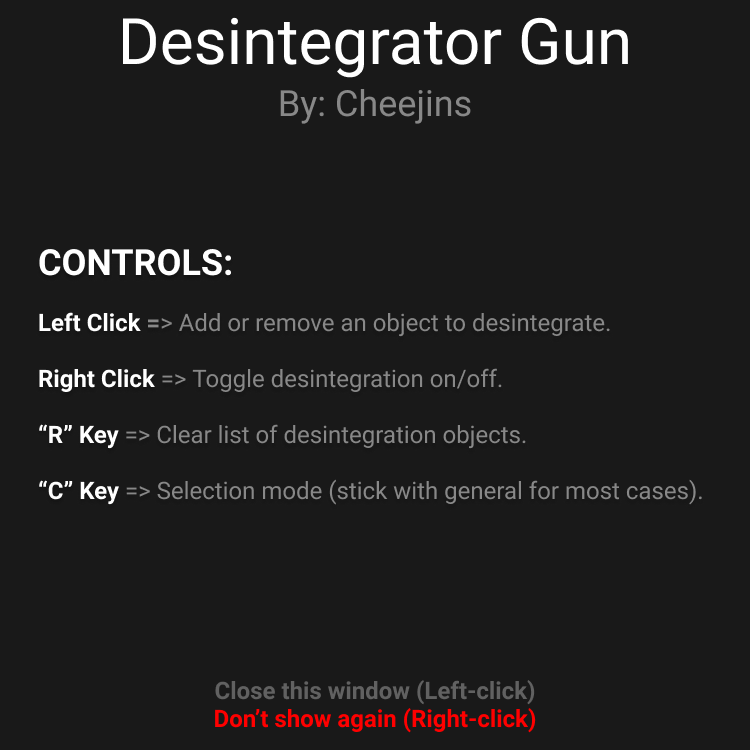 Desintegrator Gun
By: Cheejins
CONTROLS:
Left Click => Add or remove an object to desintegrate.
Right Click => Toggle desintegration on/off.
“R” Key => Clear list of desintegration objects.
“C” Key => Selection mode (stick with general for most cases).
Close this window (Left-click)
Don’t show again (Right-click)